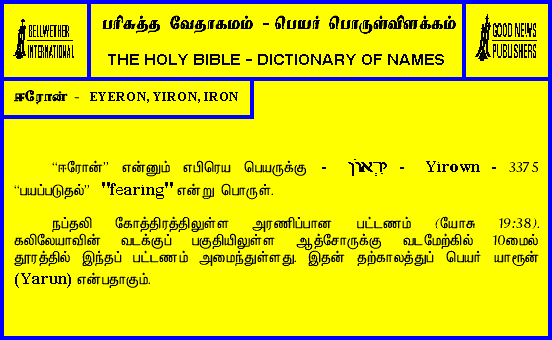 BELLWETHER
INTERNATIONAL
பரிசுத்த வேதாகமம் - பெயர் பொருள்விளக்கம்
THE HOLY BIBLE - DICTIONARY OF NAMES
GOOD NEWS
PUBLISHERS
ஈரோன் - EYERON, YIRON, IRON
“ஈரோன்” என்னும் எபிரெய பெயருக்கு - יִרְאוֹן - Yirown - 3375
“பயப்படுதல்” "fearing" என்று பொருள்.
நப்தலி கோத்திரத்திலுள்ள அரணிப்பான பட்டணம் (யோசு 19:38).
கலிலேயாவின் வடக்குப் பகுதியிலுள்ள ஆத்சோருக்கு வடமேற்கில் 10மைல்
தூரத்தில் இந்தப் பட்டணம் அமைந்துள்ளது. இதன் தற்காலத்துப் பெயர் யாரூன்
(Yarun) என்பதாகும்.